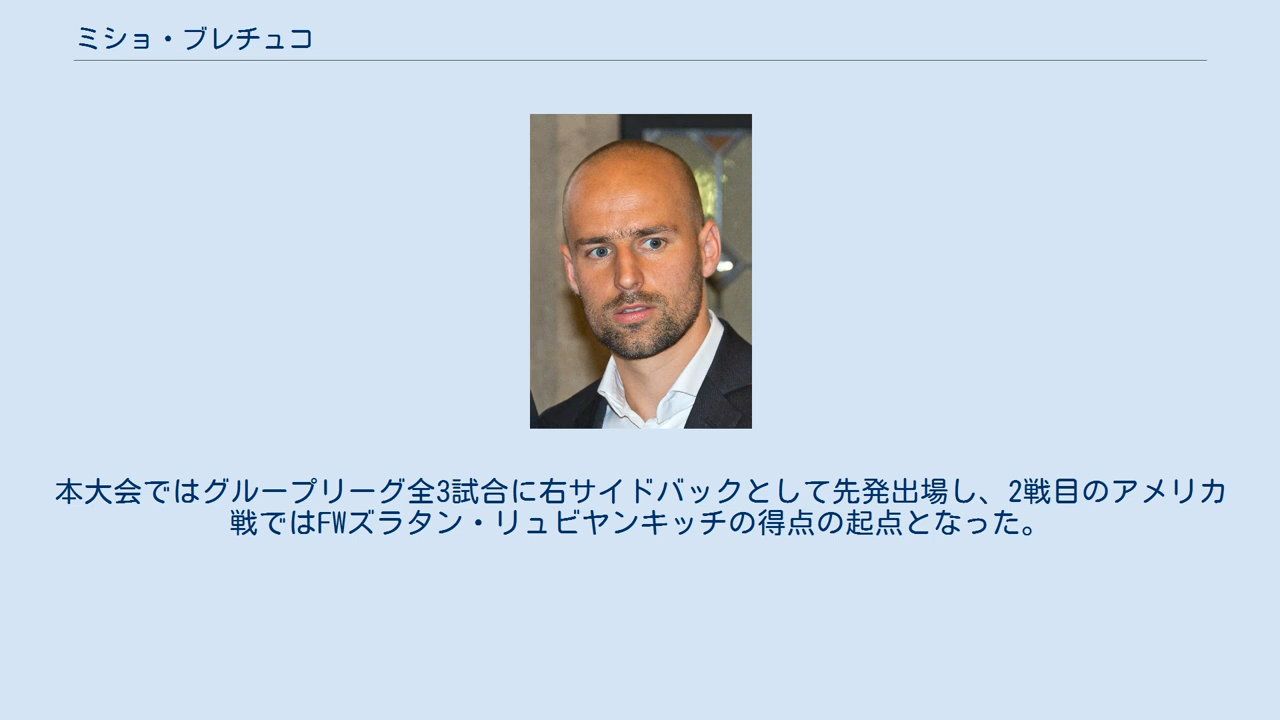 ミショ・ブレチュコ
本大会ではグループリーグ全3試合に右サイドバックとして先発出場し、2戦目のアメリカ
戦ではFWズラタン・リュビヤンキッチの得点の起点となった。